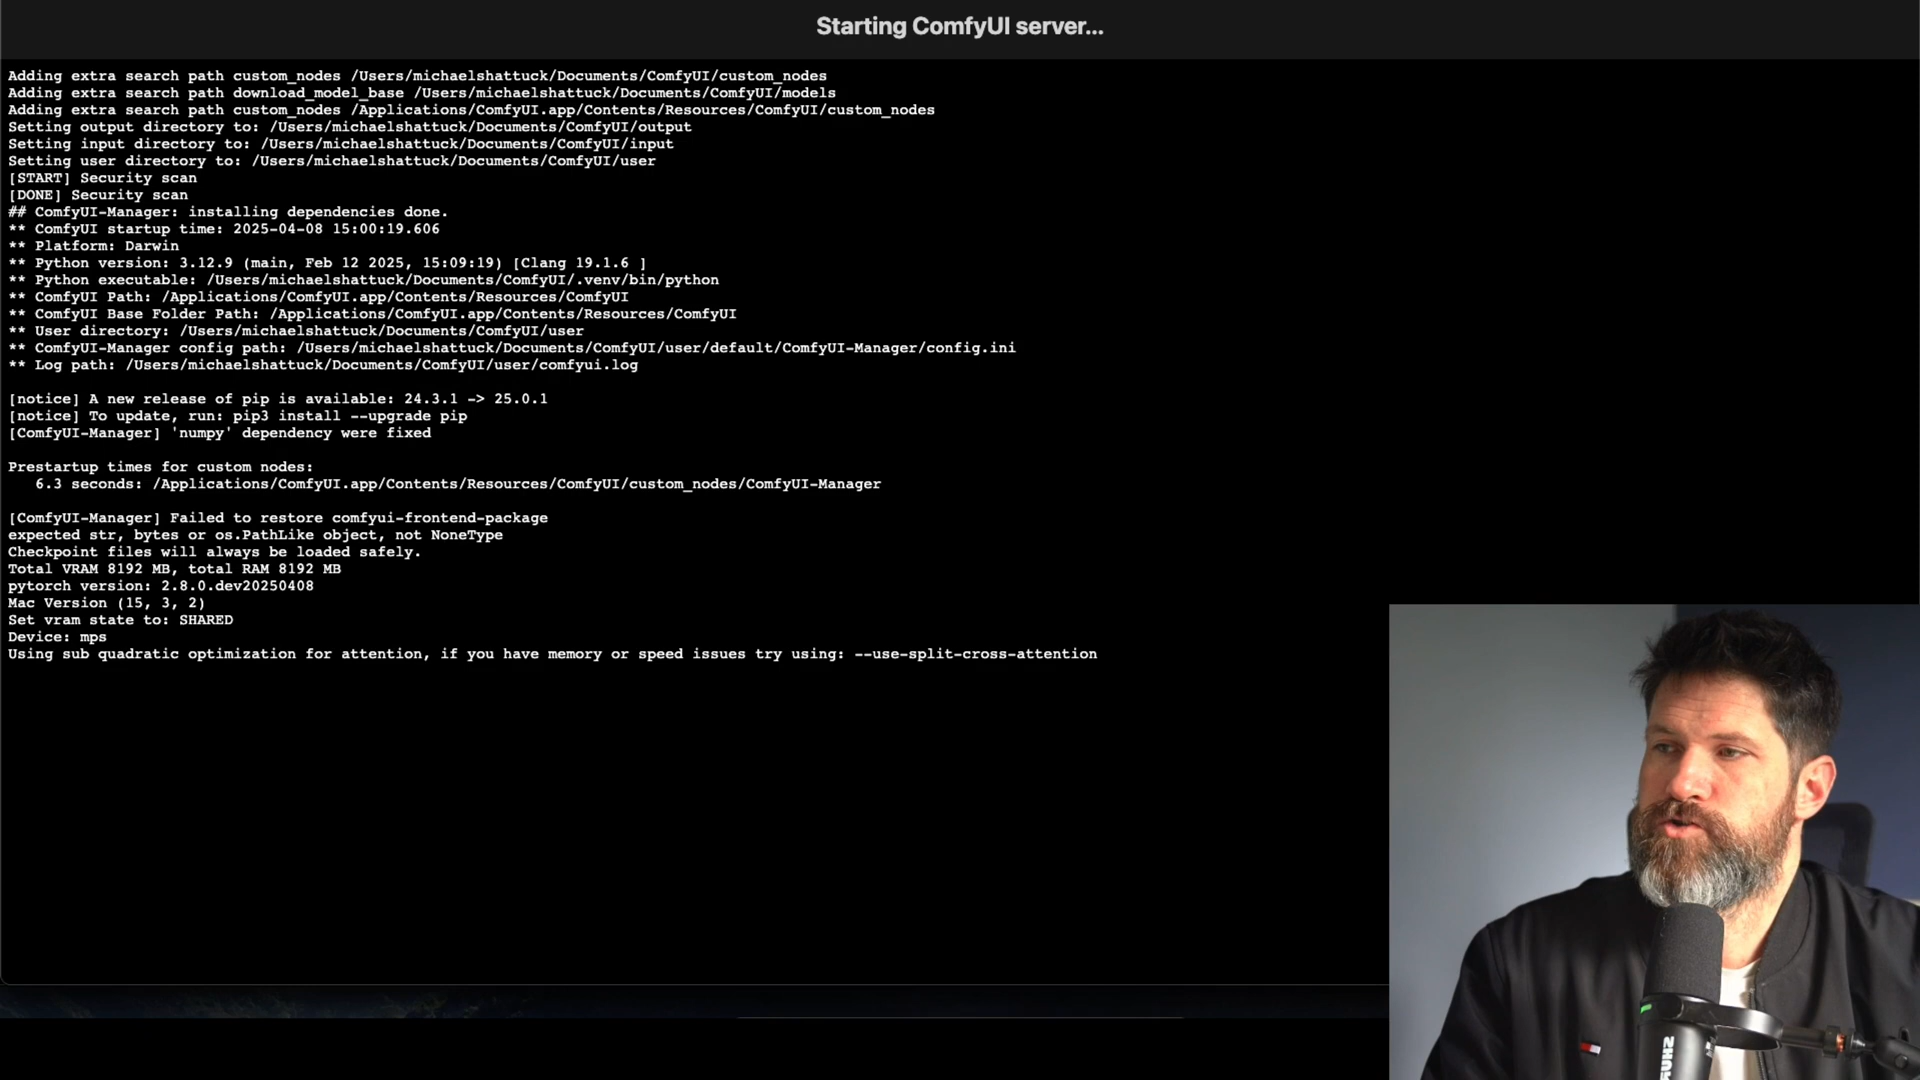 Starting ComfyUI server...
Adding extra search path custom_nodes /Users/michaelshattuck/Documents/ComfyUI/custom_nodes
Adding extra search path download_model_base /Users/michaelshattuck/Documents/ComfyUI/models
Adding extra search path custom_nodes /Applications/ComfyUI.app/Contents/Resources/ComfyUI/custom_nodes
Setting output directory to: /Users/michaelshattuck/Documents/ComfyUI/output
Setting input directory to: /Users/michaelshattuck/Documents/ComfyUI/input
Setting user directory to: /Users/michaelshattuck/Documents/ComfyUI/user
[START] Security scan
[DONE] Security scan
## ComfyUI-Manager: installing dependencies done.
** ComfyUI startup time: 2025-04-08 15:00:19.606
** Platform: Darwin
** Python version: 3.12.9 (main, Feb 12 2025, 15:09:19) [Clang 19.1.6 ]
** Python executable: /Users/michaelshattuck/Documents/ComfyUI/.venv/bin/python
** ComfyUI Path: /Applications/ComfyUI.app/Contents/Resources/ComfyUI
** ComfyUI Base Folder Path: /Applications/ComfyUI.app/Contents/Resources/ComfyUI
** User directory: /Users/michaelshattuck/Documents/ComfyUI/user
** ComfyUI-Manager config path: /Users/michaelshattuck/Documents/ComfyUI/user/default/ComfyUI-Manager/config.ini
** Log path: /Users/michaelshattuck/Documents/ComfyUI/user/comfyui.log
[notice] A new release of pip is available: 24.3.1 -> 25.0.1
[notice] To update, run: pip3 install --upgrade pip
[ComfyUI-Manager] 'numpy' dependency were fixed
Prestartup times for custom nodes:
6.3 seconds: /Applications/ComfyUI.app/Contents/Resources/ComfyUI/custom_nodes/ComfyUI-Manager
[ComfyUI-Manager] Failed to restore comfyui-frontend-package
expected str, bytes or os.PathLike object, not NoneType
Checkpoint files will always be loaded safely.
Total VRAM 8192 MB, total RAM 8192 MB
pytorch version: 2.8.0.dev20250408
Mac Version (15, 3, 2)
Set vram state to: SHARED
Device: mps
Using sub quadratic optimization for attention, if you have memory or speed issues try using: --use-split-cross-attention